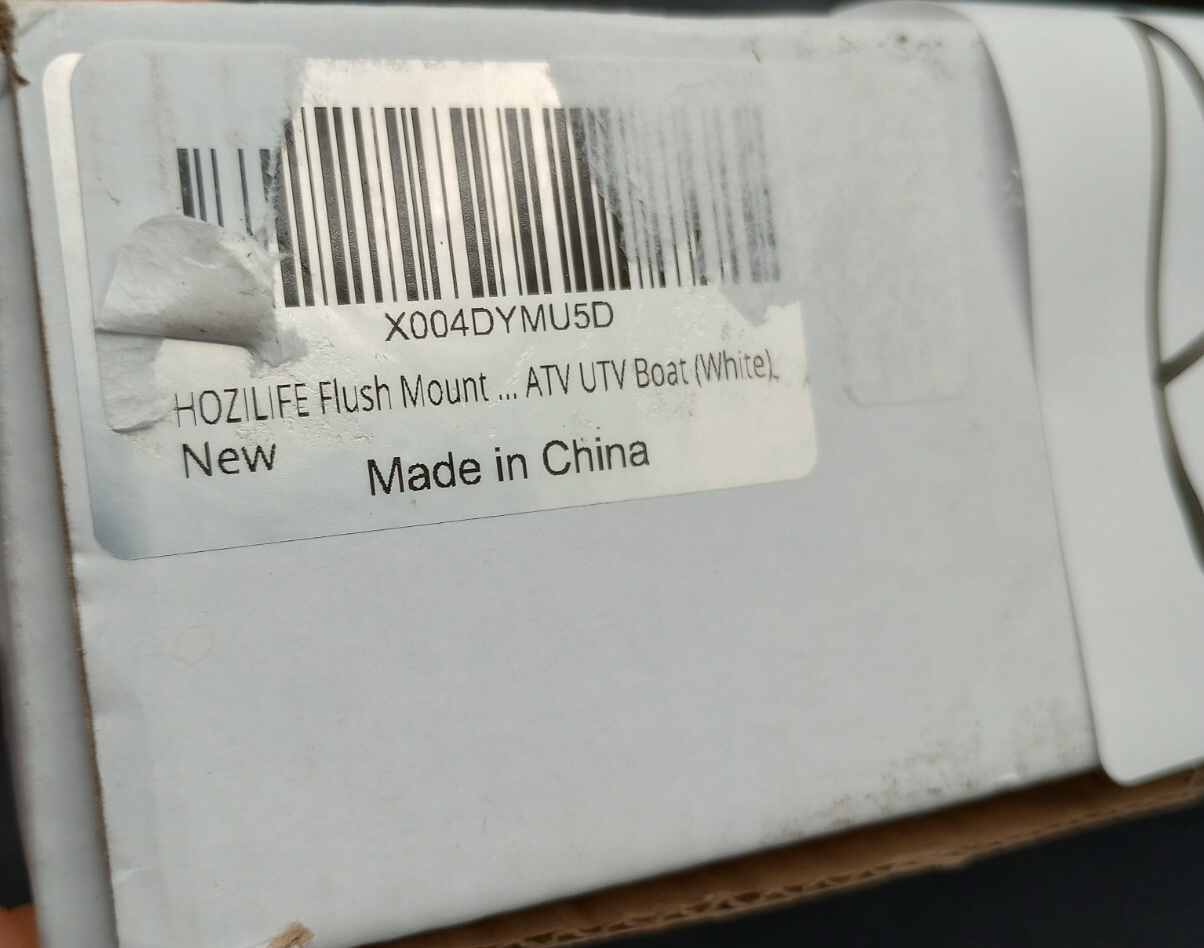 X004DYMU5D
HOZILIFE Flush Mount ... ATV UTV Boat (White)
New
Made in China